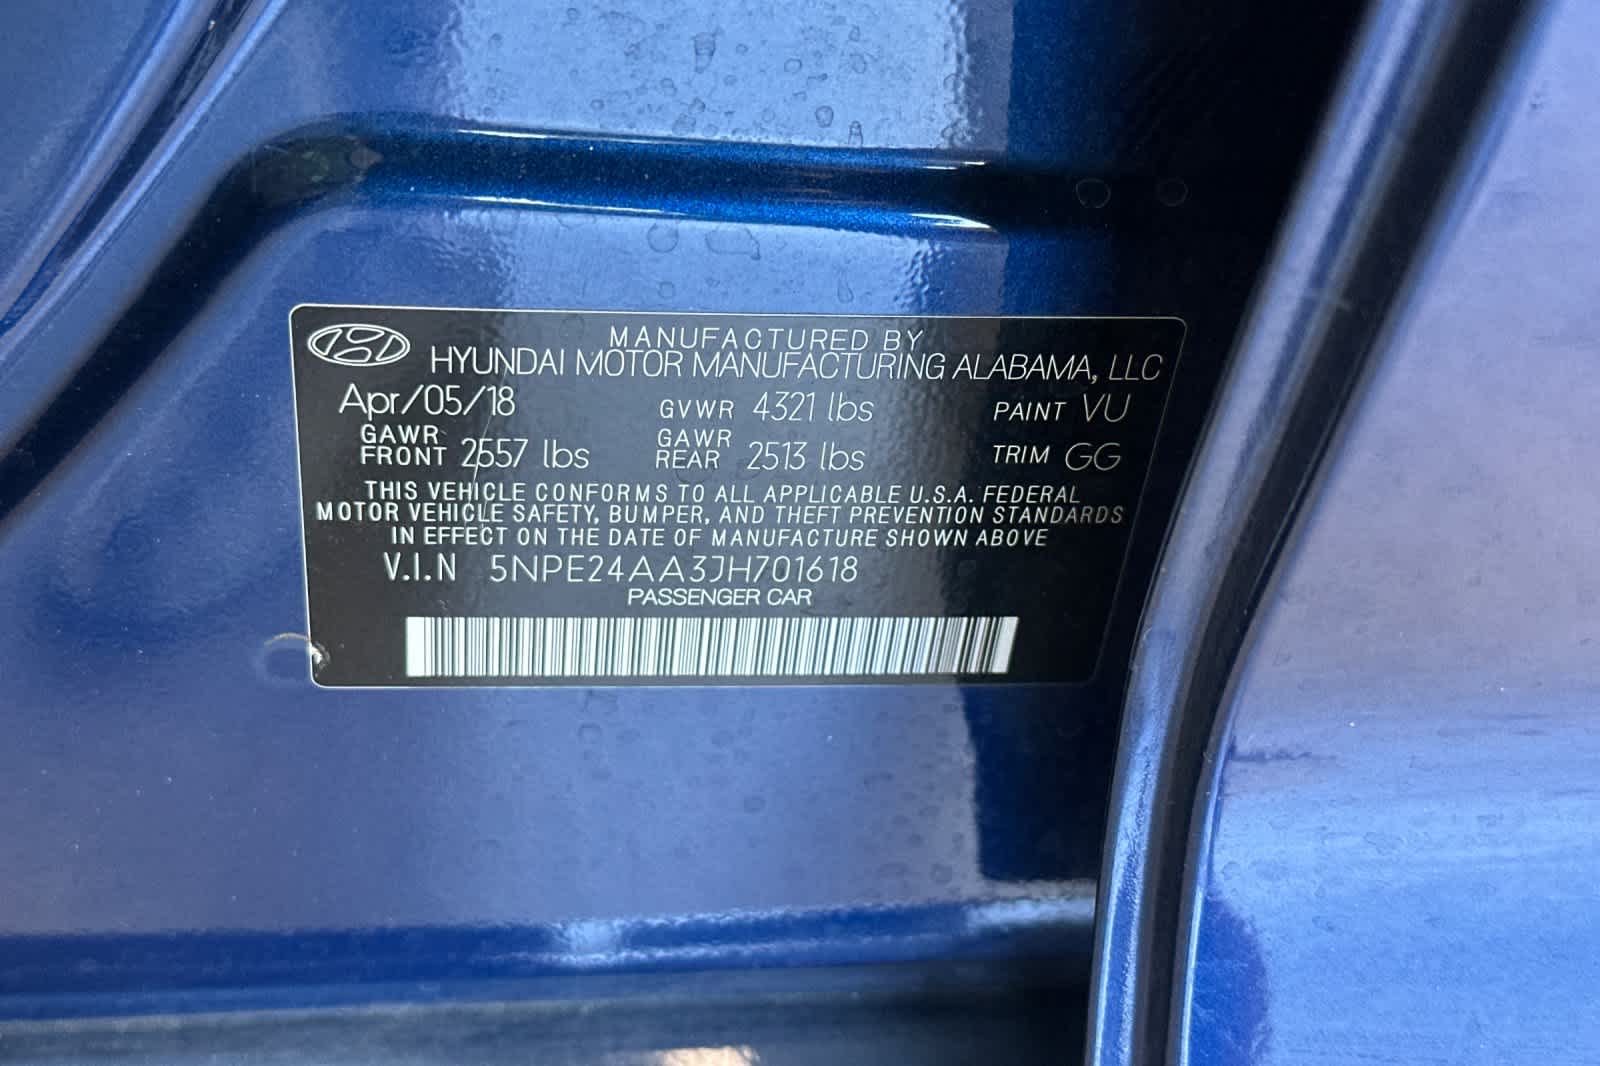 MANUFACTURED BY
HYUNDAI MOTOR MANUFACTURING ALABAMA, LLC
Apr/05/18 GVWR 4321 lbs PAINT VU
GAWR FRONT 2557 lbs GAWR REAR 2513 lbs TRIM GG
THIS VEHICLE CONFORMS TO ALL APPLICABLE U.S.A. FEDERAL
MOTOR VEHICLE SAFETY, BUMPER, AND THEFT PREVENTION STANDARDS
IN EFFECT ON THE DATE OF MANUFACTURE SHOWN ABOVE
V.I.N 5NPE24AA3JH701618
PASSENGER CAR